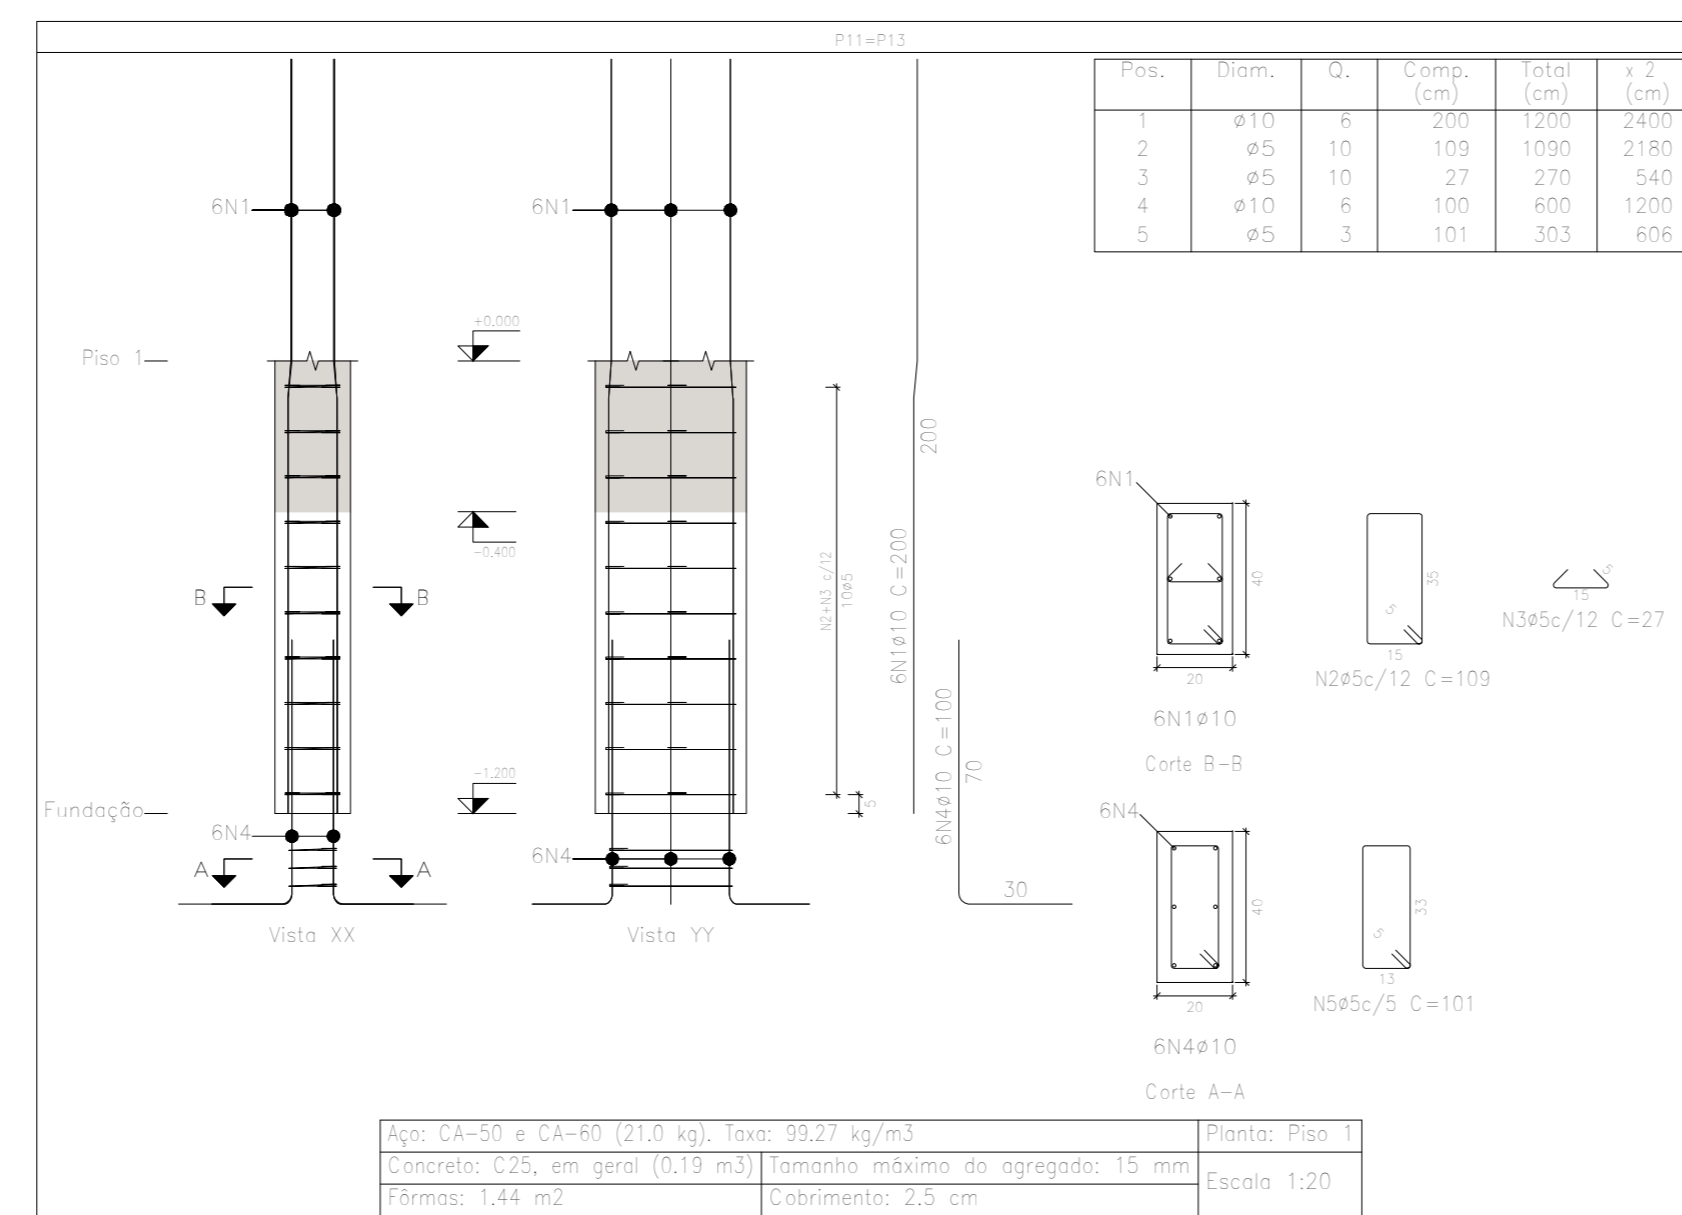 P11=P13
Pos. Diam. Q. Comp. (cm) Total (cm) x 2 (cm)
1 ø10 6 200 1200 2400
2 ø5 10 109 1090 2180
3 ø5 10 27 270 540
4 ø10 6 100 600 1200
5 ø5 3 101 303 606
6N1
6N1
+0.000
Piso 1
200
6N1
-0.400
N2+N3 c/12
10ø5
6N1ø10 C=200
B B
40
35
5
5
15
N3ø5c/12 C=27
20
15
N2ø5c/12 C=109
6N1ø10
Corte B-B
-1.200
5
Fundação
6N4ø10 C=100
70
6N4
6N4
6N4
A A
30
40
33
5
Vista XX
Vista YY
20
13
N5ø5c/5 C=101
6N4ø10
Corte A-A
Aço: CA-50 e CA-60 (21.0 kg). Taxa: 99.27 kg/m3
Planta: Piso 1
Concreto: C25, em geral (0.19 m3)
Tamanho máximo do agregado: 15 mm
Escala 1:20
Fôrmas: 1.44 m2
Cobrimento: 2.5 cm